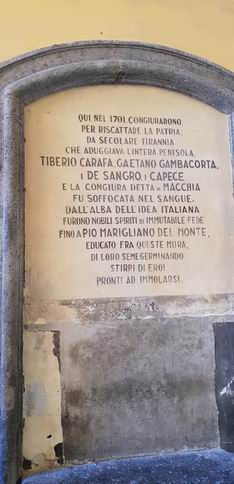 QUI NEL 1701 CONGIURARONO,
PER RISCATTARE LA PATRIA,
DA SECOLARE TIRANNIA
CHE ADUGGIAVA L'INTERA PENISOLA,
TIBERIO CARAFA, GAETANO GAMBACORTA,
I DE SANGRO, I CAPECE
E LA CONGIURA DETTA DI MACCHIA
FU SOFFOCATA NEL SANGUE.
DALL'ALBA DELL'IDEA ITALIANA
FURONO NOBILI SPIRITI DI IMMUTABILE FEDE
FINO A PIO MARIGLIANO DEL MONTE,
EDUCATO FRA QUESTE MURA,
DI LORO SEME GERMINANDO
STIRPI DI EROI
PRONTI AD IMMOLARSI.